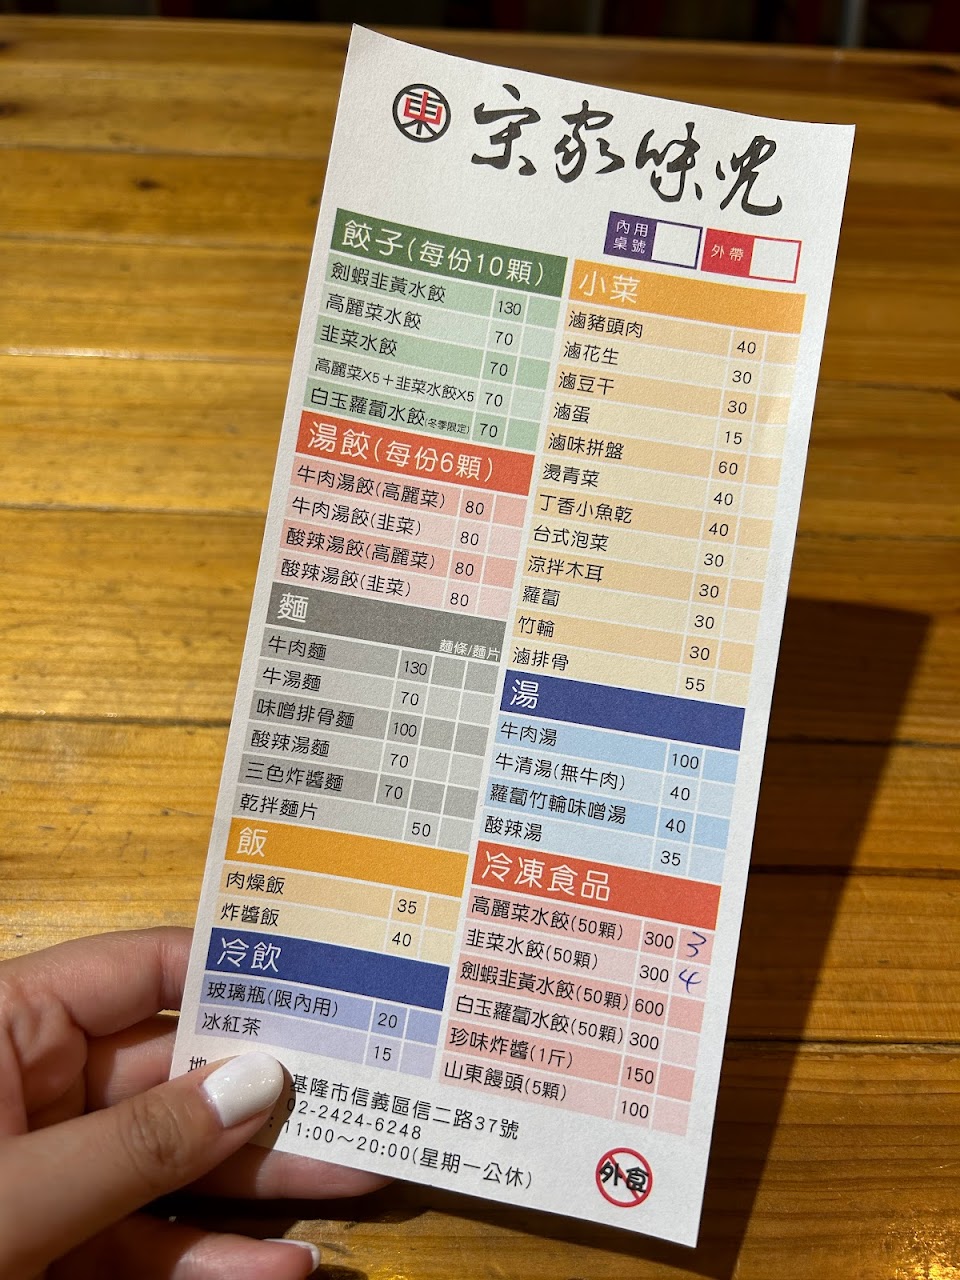 東 宋家味兒
內用桌號
外帶
餃子(每份10顆)
劍蝦韭黃水餃 130
高麗菜水餃 70
韭菜水餃 70
高麗菜X5+韭菜水餃X5 70
白玉蘿蔔水餃(冬季限定) 70
湯餃(每份6顆)
牛肉湯餃(高麗菜) 80
牛肉湯餃(韭菜) 80
酸辣湯餃(高麗菜) 80
酸辣湯餃(韭菜) 80
麵 麵條/麵片
牛肉麵 130
牛湯麵 70
味噌排骨麵 100
酸辣湯麵 70
三色炸醬麵 70
乾拌麵片 50
飯
肉燥飯 35
炸醬飯 40
冷飲
玻璃瓶(限內用) 20
冰紅茶 15
小菜
滷豬頭肉 40
滷花生 30
滷豆干 30
滷蛋 15
滷味拼盤 60
燙青菜 40
丁香小魚乾 40
台式泡菜 30
涼拌木耳 30
蘿蔔 30
竹輪 30
滷排骨 55
湯
牛肉湯 100
牛清湯(無牛肉) 40
蘿蔔竹輪味噌湯 40
酸辣湯 35
冷凍食品
高麗菜水餃(50顆) 300 3
韭菜水餃(50顆) 300 4
劍蝦韭黃水餃(50顆) 600
白玉蘿蔔水餃(50顆) 300
珍味炸醬(1斤) 150
山東饅頭(5顆) 100
地 基隆市信義區信二路37號
02-2424-6248
: 11:00～20:00(星期一公休)
外食